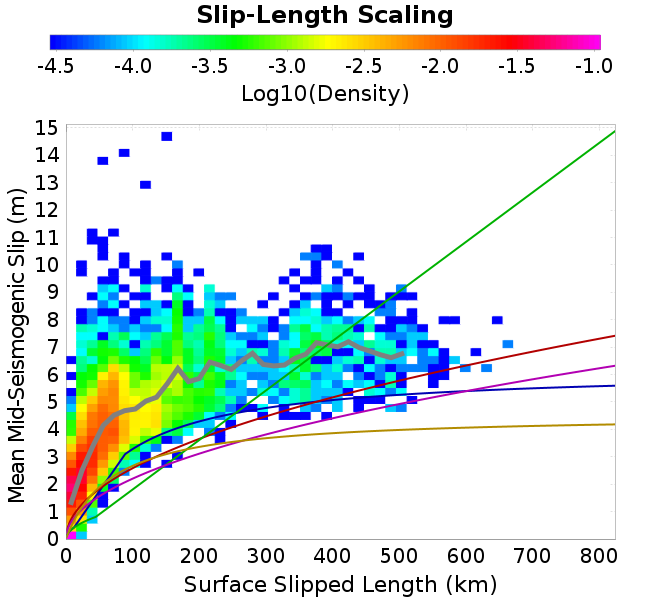 Slip-Length Scaling
-4.5 -4.0 -3.5 -3.0 -2.5 -2.0 -1.5 -1.0
Log10(Density)
15
14
13
12
11
10
9
8
7
6
5
4
3
2
1
0
Mean Mid-Seismogenic Slip (m)
0 100 200 300 400 500 600 700 800
Surface Slipped Length (km)